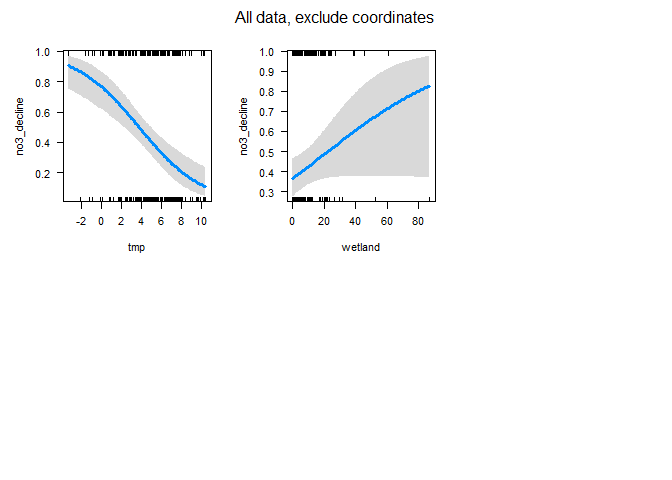 All data, exclude coordinates
no3_decline
1.0
0.8
0.6
0.4
0.2
-2 0 2 4 6 8 10
tmp
no3_decline
1.0
0.9
0.8
0.7
0.6
0.5
0.4
0.3
0 20 40 60 80
wetland